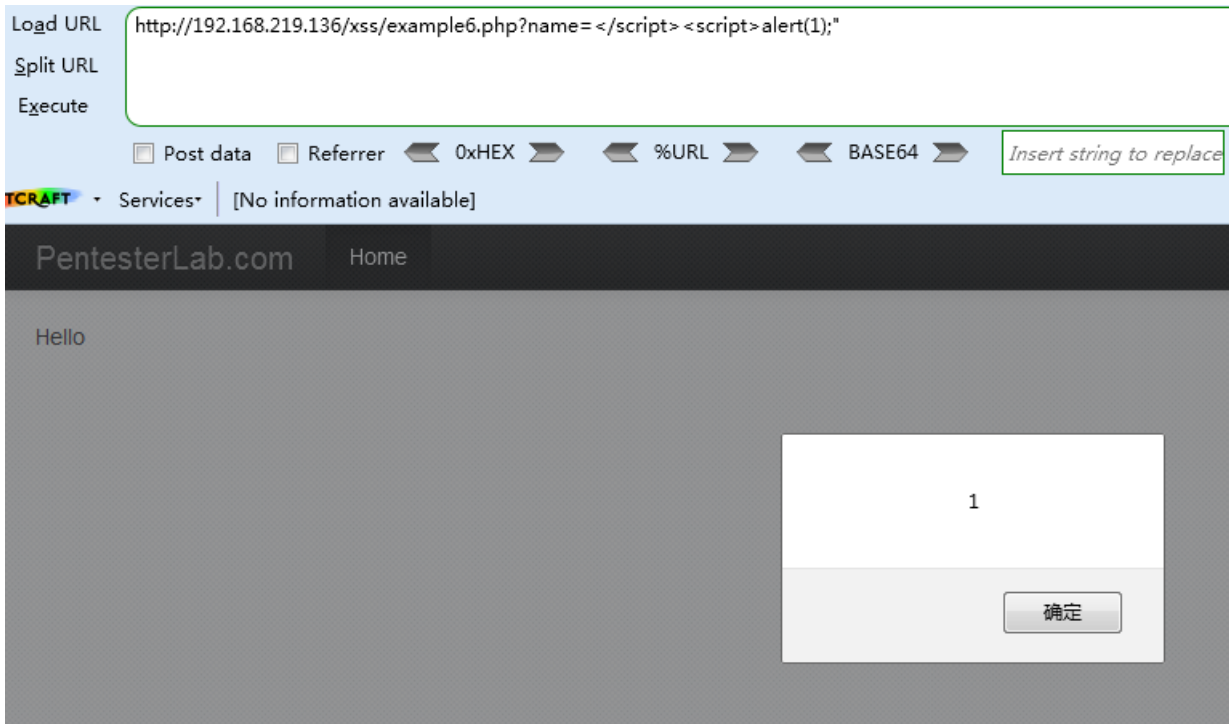 Load URL http://192.168.219.136/xss/example6.php?name=</script><script>alert(1);"
Split URL
Execute
Post data Referrer 0xHEX %URL BASE64 Insert string to replace
TCRAFT Services [No information available]
PentesterLab.com Home
Hello
1
确定